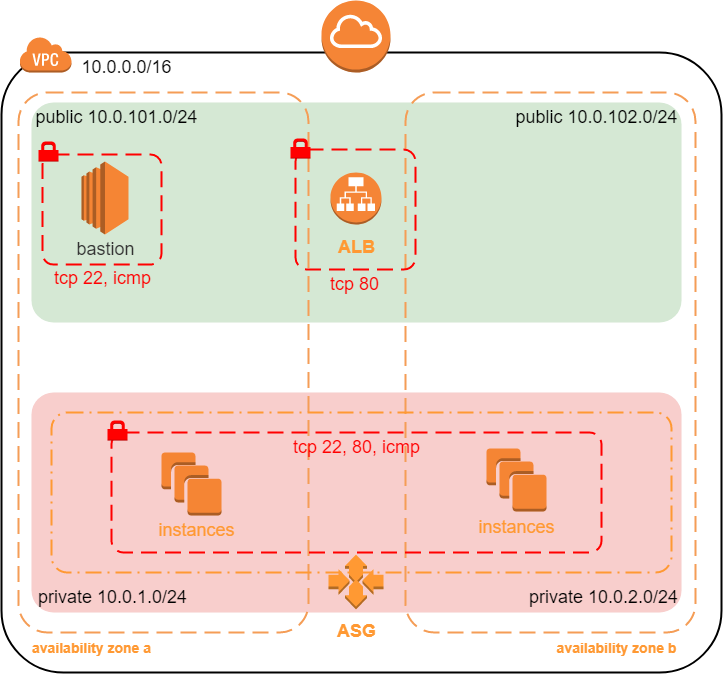 VPC
10.0.0.0/16
public 10.0.101.0/24
public 10.0.102.0/24
bastion
ALB
tcp 22, icmp
tcp 80
tcp 22, 80, icmp
instances
instances
private 10.0.1.0/24
private 10.0.2.0/24
ASG
availability zone a
availability zone b